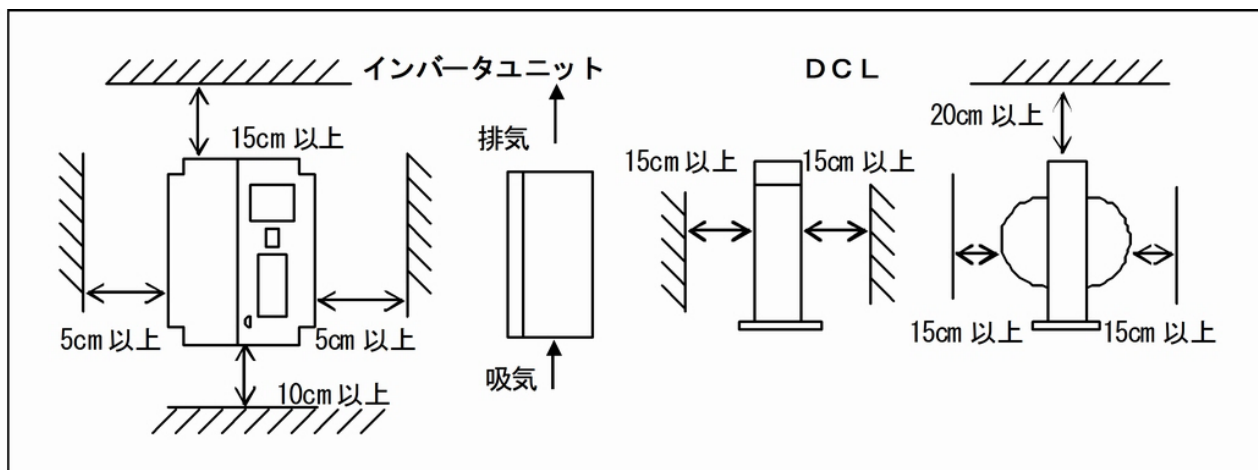 インバータユニット
DCL
15cm 以上
排気
20cm 以上
15cm 以上
15cm 以上
5cm 以上
5cm 以上
吸気
10cm 以上
15cm 以上
15cm 以上